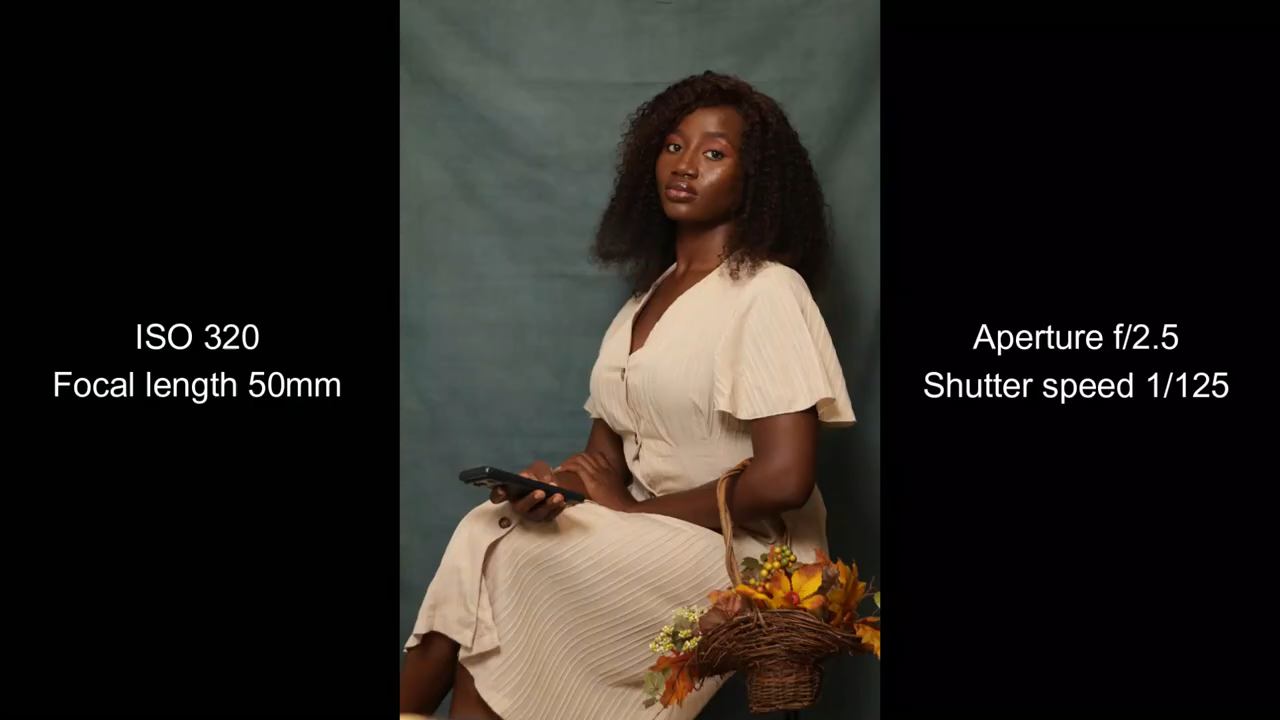 ISO 320
Focal length 50mm
Aperture f/2.5
Shutter speed 1/125